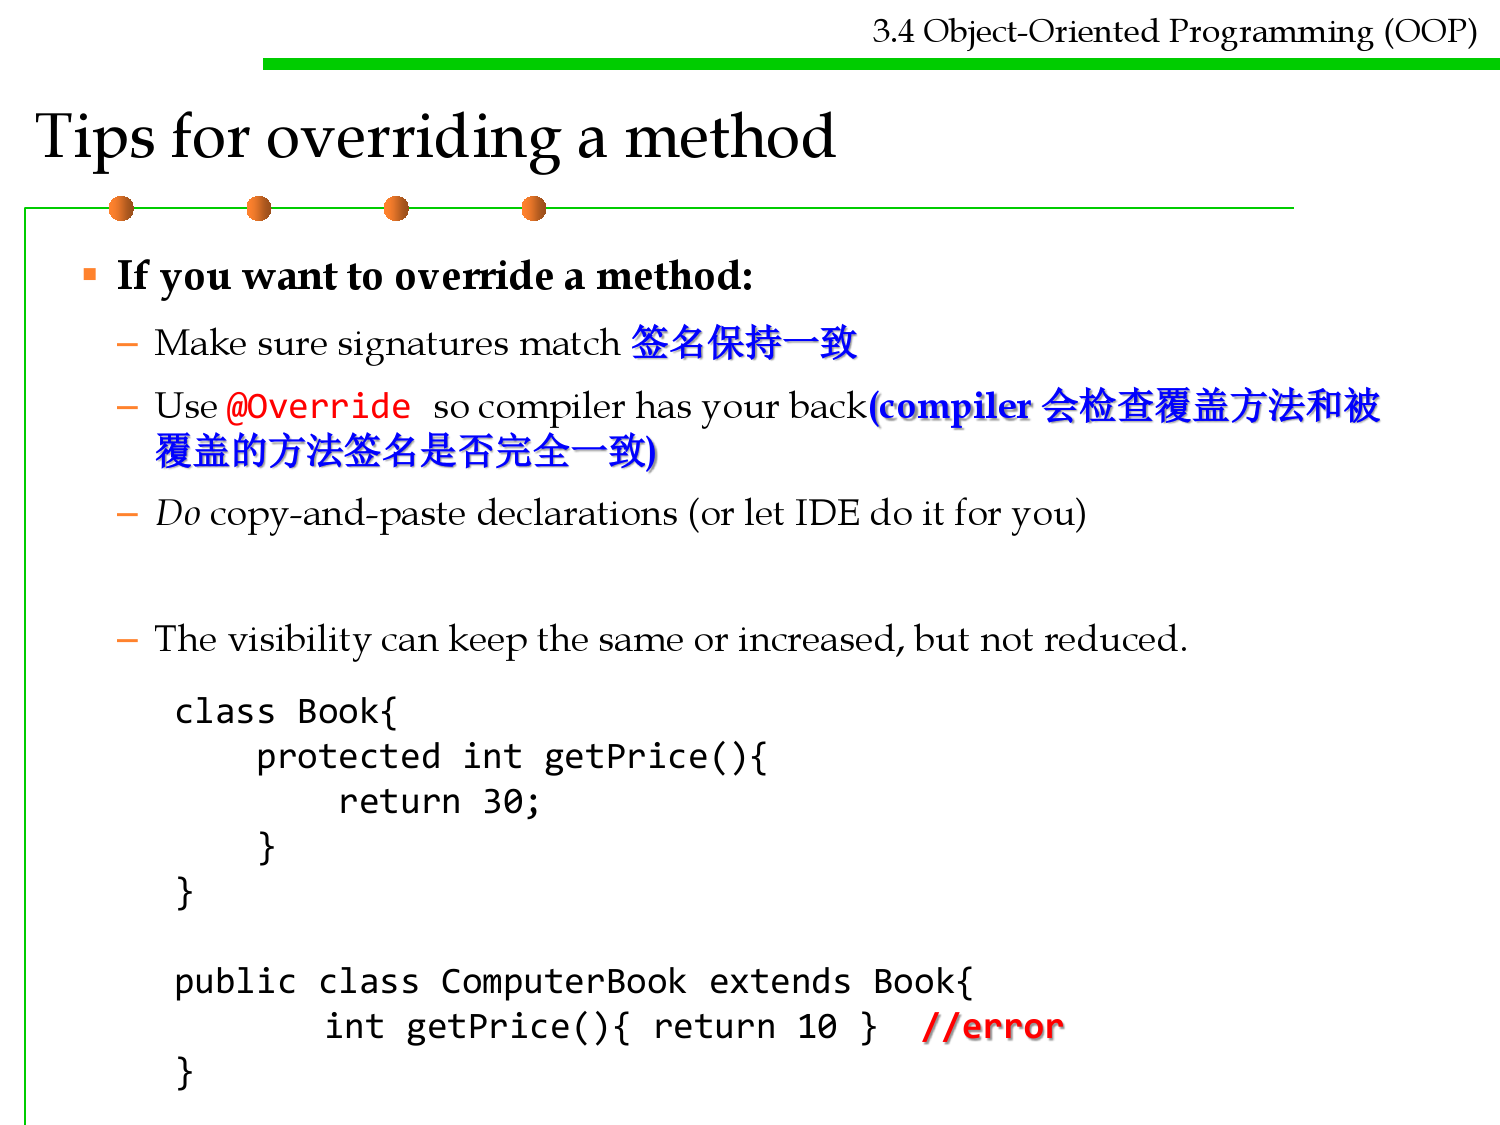 3.4 Object-Oriented Programming (OOP)
Tips for overriding a method
If you want to override a method:
– Make sure signatures match 签名保持一致
– Use @Override so compiler has your back(compiler 会检查覆盖方法和被
覆盖的方法签名是否完全一致)
– Do copy-and-paste declarations (or let IDE do it for you)
– The visibility can keep the same or increased, but not reduced.
class Book{
    protected int getPrice(){
        return 30;
    }
}
public class ComputerBook extends Book{
    int getPrice(){ return 10 }  //error
}